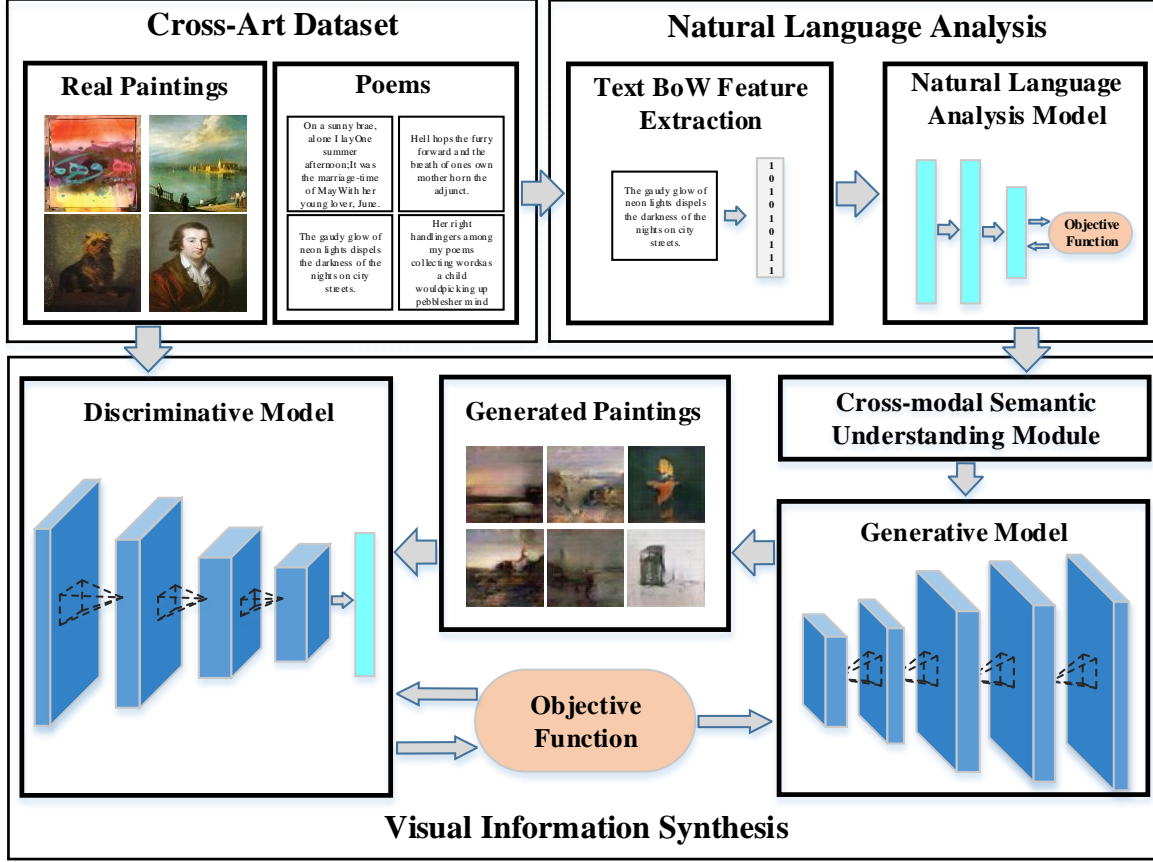 Cross-Art Dataset
Real Paintings
Poems
On a sunny brae,
alone I layOne
summer
afternoon;It was
the marriage-time
of MayWith her
young lover, June.
Hell hops the furry
forward and the
breath of ones own
mother horn the
adjunct.
The gaudy glow of
neon lights dispels
the darkness of the
nights on city
streets.
Her right
handlingers among
my poems
collecting wordsas
a child
wouldpicking up
pebblesher mind
Natural Language Analysis
Text BoW Feature
Extraction
The gaudy glow of
neon lights dispels
the darkness of the
nights on city
streets.
1
0
1
0
1
0
1
1
Natural Language
Analysis Model
Objective
Function
Discriminative Model
Generated Paintings
Cross-modal Semantic
Understanding Module
Generative Model
Objective
Function
Visual Information Synthesis